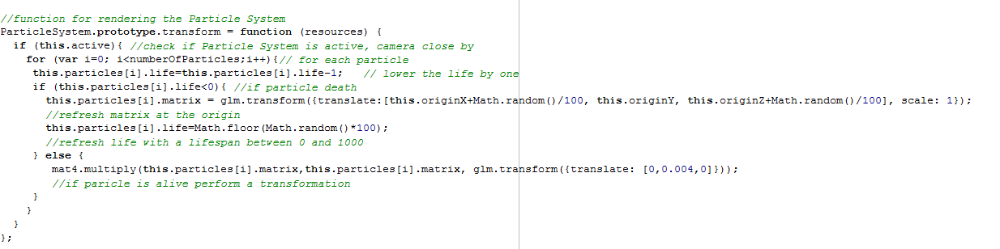 //function for rendering the Particle System
ParticleSystem.prototype.transform = function (resources) {
if (this.active){ //check if Particle System is active, camera close by
for (var i=0; i<numberOfParticles;i++){// for each particle
this.particles[i].life=this.particles[i].life-1; // lower the life by one
if (this.particles[i].life<0){ //if particle death
this.particles[i].matrix = glm.transform({translate:[this.originX+Math.random()/100, this.originY, this.originZ+Math.random()/100], scale: 1});
//refresh matrix at the origin
this.particles[i].life=Math.floor(Math.random()*100);
//refresh life with a lifespan between 0 and 1000
} else {
mat4.multiply(this.particles[i].matrix,this.particles[i].matrix, glm.transform({translate: [0,0.004,0]}));
//if paricle is alive perform a transformation
}
}
}
};